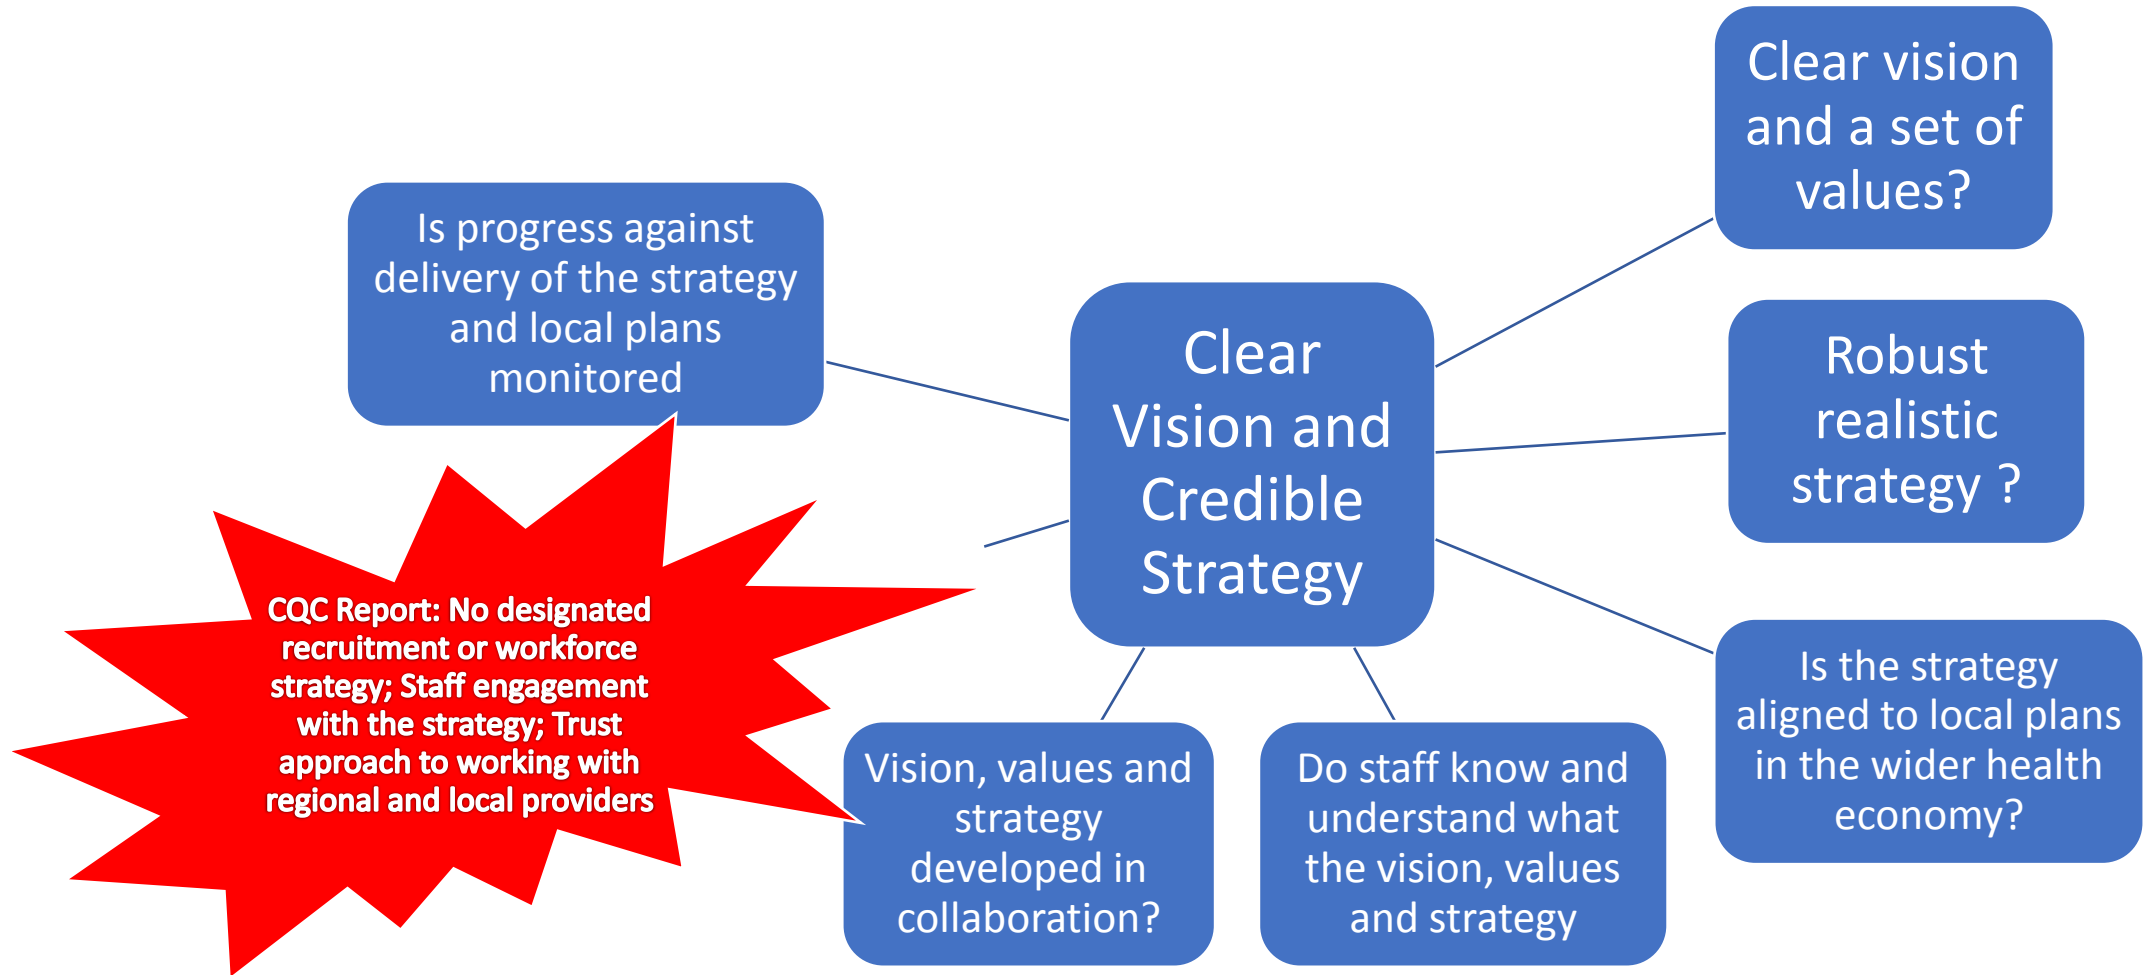 Clear vision
and a set of
values?
Is progress against
delivery of the strategy
and local plans
monitored
Clear
Vision and
Credible
Strategy
Robust
realistic
strategy ?
CQC Report: No designated
recruitment or workforce
strategy; Staff engagement
with the strategy; Trust
approach to working with
regional and local providers
Is the strategy
aligned to local plans
in the wider health
economy?
Vision, values and
strategy
developed in
collaboration?
Do staff know and
understand what
the vision, values
and strategy